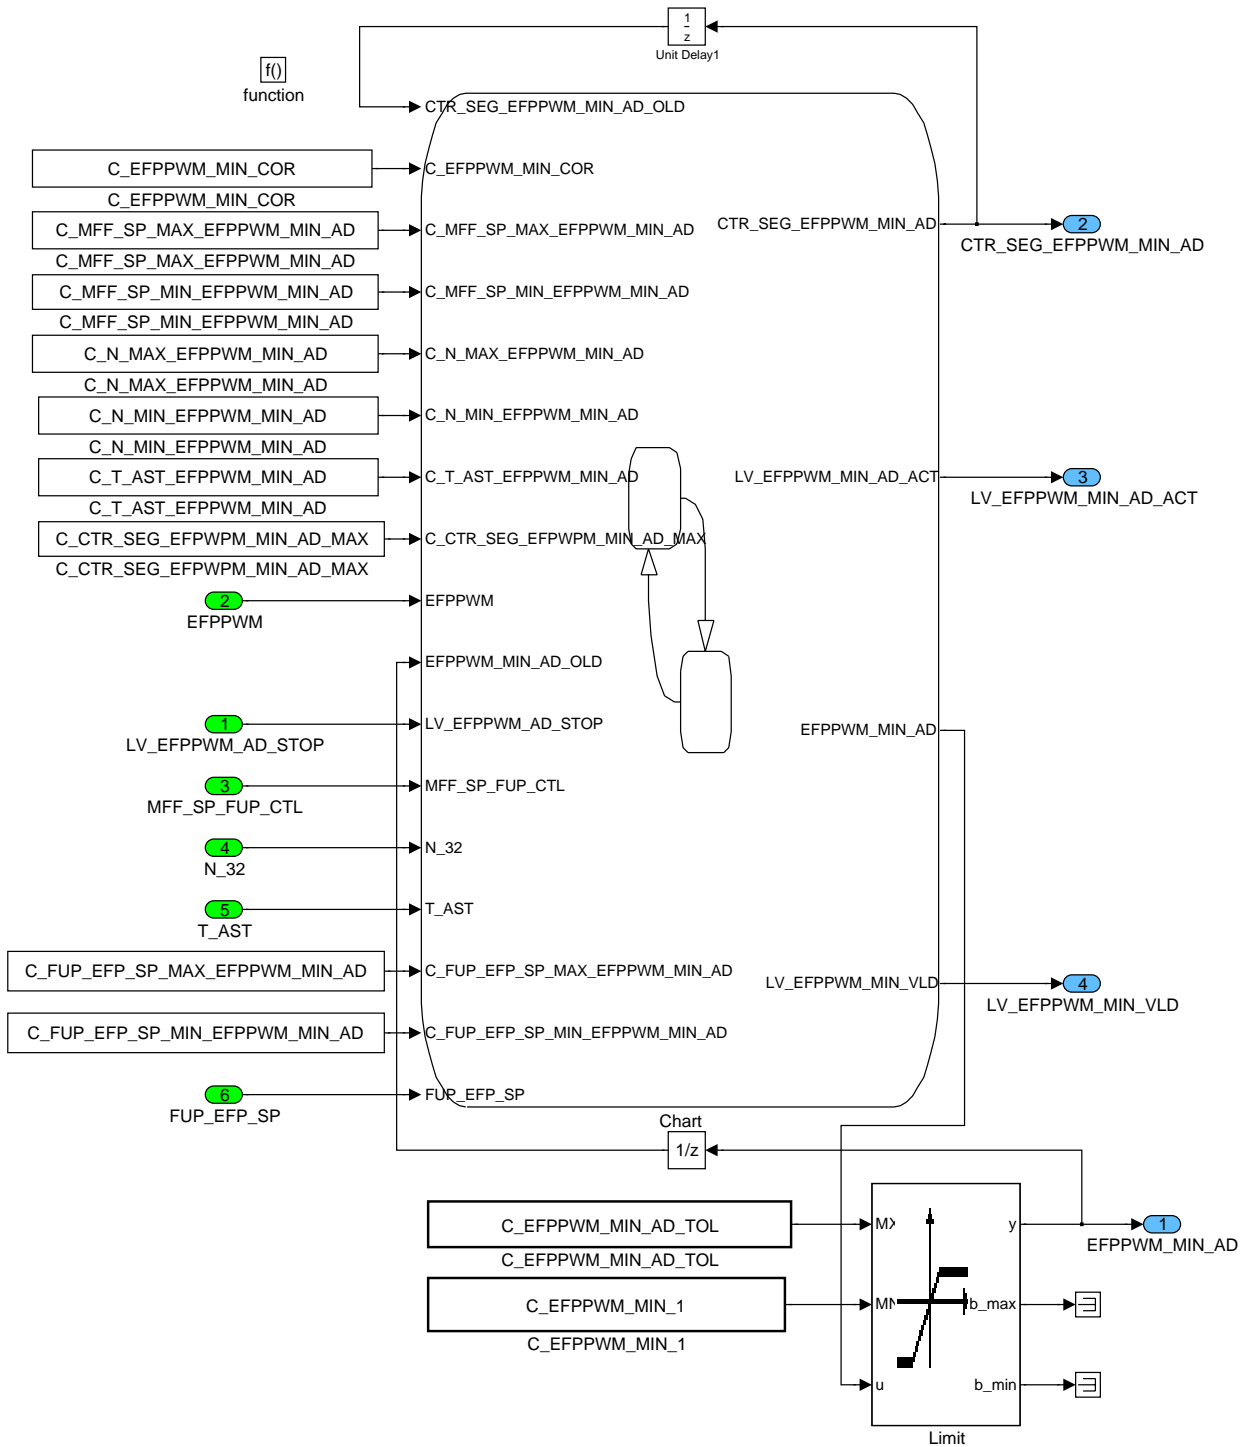 1
z
Unit Delay1
f()
function
CTR_SEG_EFPPWM_MIN_AD_OLD
C_EFPPWM_MIN_COR
C_EFPPWM_MIN_COR
C_EFPPWM_MIN_COR
C_MFF_SP_MAX_EFPPWM_MIN_AD
C_MFF_SP_MAX_EFPPWM_MIN_AD
C_MFF_SP_MAX_EFPPWM_MIN_AD
CTR_SEG_EFPPWM_MIN_AD
2
CTR_SEG_EFPPWM_MIN_AD
C_MFF_SP_MIN_EFPPWM_MIN_AD
C_MFF_SP_MIN_EFPPWM_MIN_AD
C_MFF_SP_MIN_EFPPWM_MIN_AD
C_N_MAX_EFPPWM_MIN_AD
C_N_MAX_EFPPWM_MIN_AD
C_N_MAX_EFPPWM_MIN_AD
C_N_MIN_EFPPWM_MIN_AD
C_N_MIN_EFPPWM_MIN_AD
C_N_MIN_EFPPWM_MIN_AD
C_T_AST_EFPPWM_MIN_AD
C_T_AST_EFPPWM_MIN_AD
C_T_AST_EFPPWM_MIN_AD
LV_EFPPWM_MIN_AD_ACT
3
LV_EFPPWM_MIN_AD_ACT
C_CTR_SEG_EFPWPM_MIN_AD_MAX
C_CTR_SEG_EFPWPM_MIN_AD_MAX
C_CTR_SEG_EFPWPM_MIN_AD_MAX
2
EFPPWM
EFPPWM
EFPPWM_MIN_AD_OLD
1
LV_EFPPWM_AD_STOP
LV_EFPPWM_AD_STOP
EFPPWM_MIN_AD
3
MFF_SP_FUP_CTL
MFF_SP_FUP_CTL
4
N_32
N_32
5
T_AST
T_AST
C_FUP_EFP_SP_MAX_EFPPWM_MIN_AD
C_FUP_EFP_SP_MAX_EFPPWM_MIN_AD
LV_EFPPWM_MIN_VLD
4
LV_EFPPWM_MIN_VLD
C_FUP_EFP_SP_MIN_EFPPWM_MIN_AD
C_FUP_EFP_SP_MIN_EFPPWM_MIN_AD
6
FUP_EFP_SP
FUP_EFP_SP
Chart
1/z
C_EFPPWM_MIN_AD_TOL
C_EFPPWM_MIN_AD_TOL
MX
y
1
EFPPWM_MIN_AD
C_EFPPWM_MIN_1
C_EFPPWM_MIN_1
MN
b_max
u
b_min
Limit